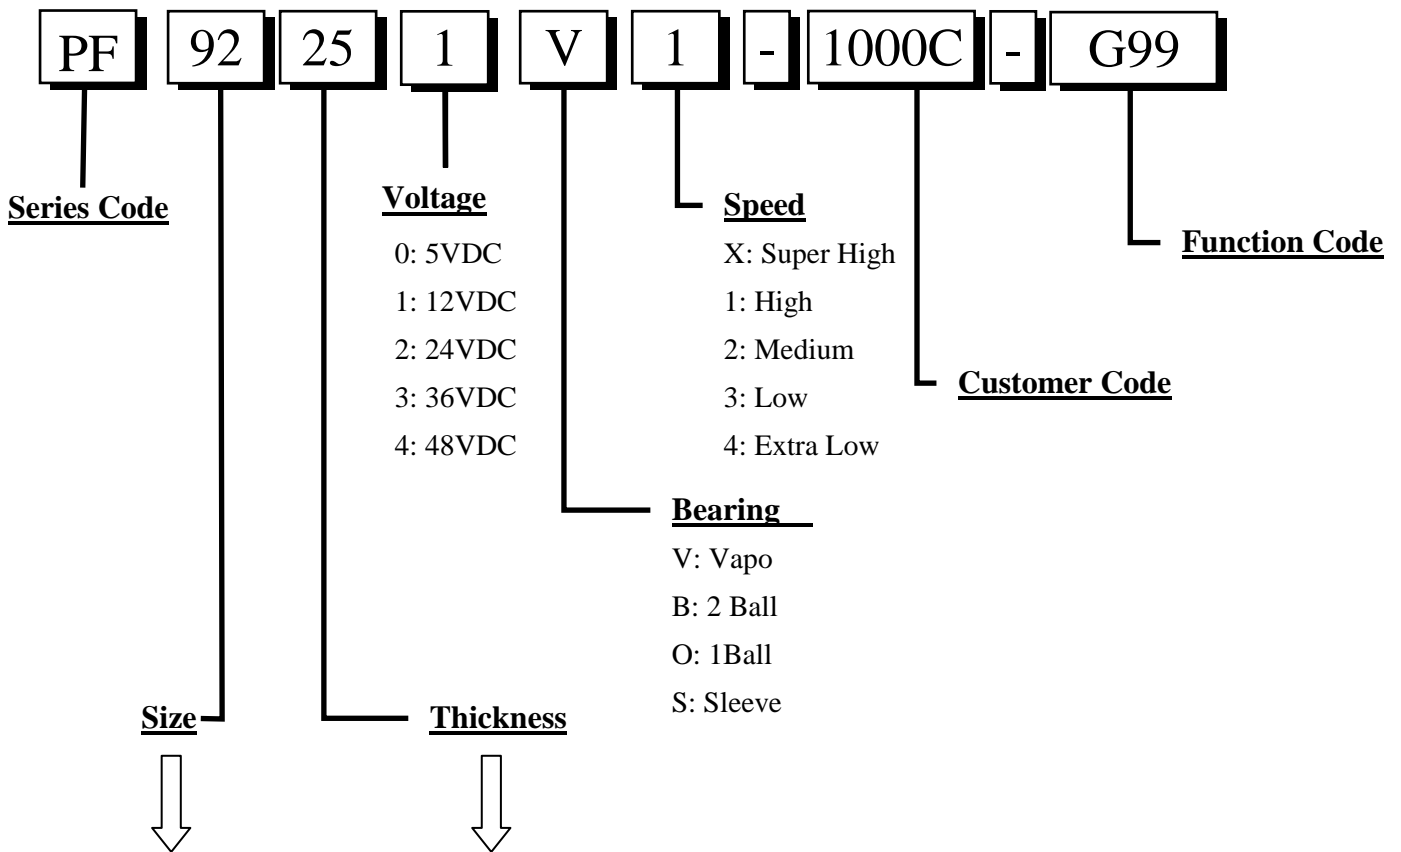 PF 92 25 1 V 1 - 1000C - G99
Series Code
Voltage
0: 5VDC
1: 12VDC
2: 24VDC
3: 36VDC
4: 48VDC
Speed
X: Super High
1: High
2: Medium
3: Low
4: Extra Low
Function Code
Customer Code
Bearing
V: Vapo
B: 2 Ball
O: 1Ball
S: Sleeve
Size
Thickness